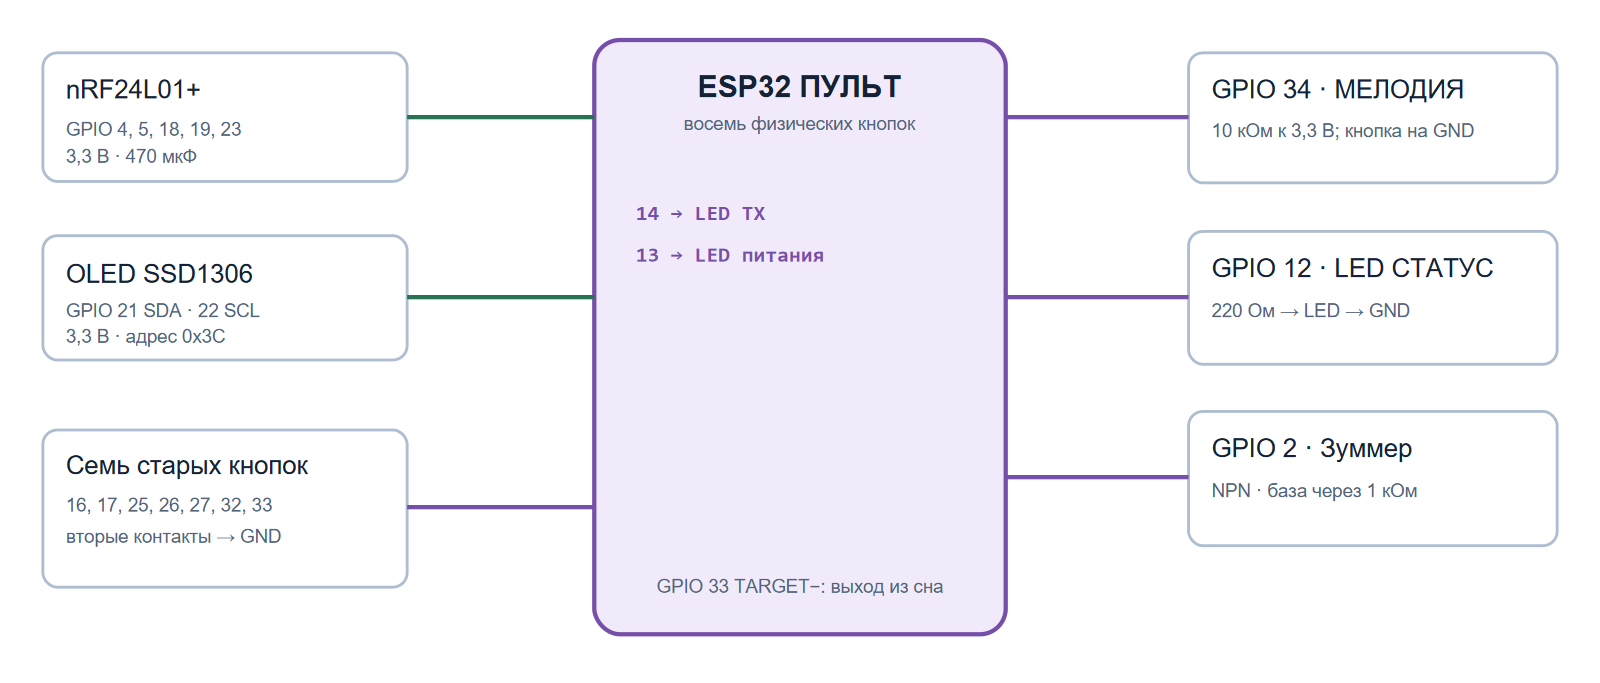 nRF24L01+
GPIO 4, 5, 18, 19, 23
3,3 В · 470 мкФ
OLED SSD1306
GPIO 21 SDA · 22 SCL
3,3 В · адрес 0x3C
Семь старых кнопок
16, 17, 25, 26, 27, 32, 33
вторые контакты → GND
ESP32 ПУЛЬТ
восемь физических кнопок
14 → LED TX
13 → LED питания
GPIO 33 TARGET−: выход из сна
GPIO 34 · МЕЛОДИЯ
10 кОм к 3,3 В; кнопка на GND
GPIO 12 · LED СТАТУС
220 Ом → LED → GND
GPIO 2 · Зуммер
NPN · база через 1 кОм